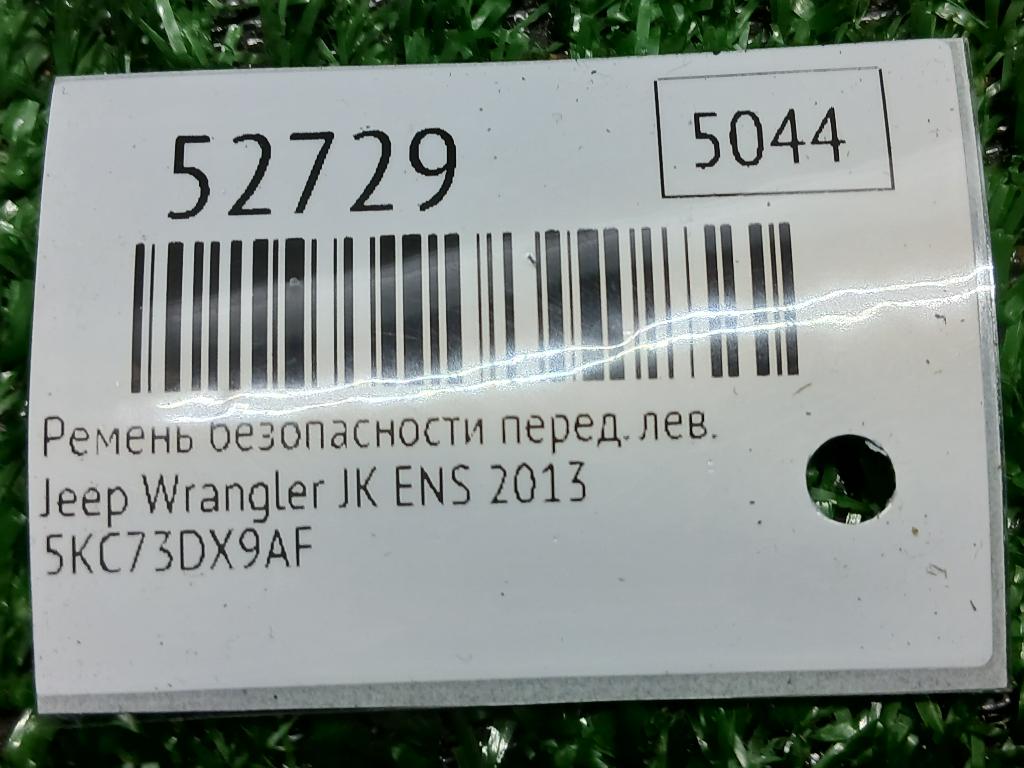 52729
5044
Ремень безопасности перед. лев.
Jeep Wrangler JK ENS 2013
5KC73DX9AF